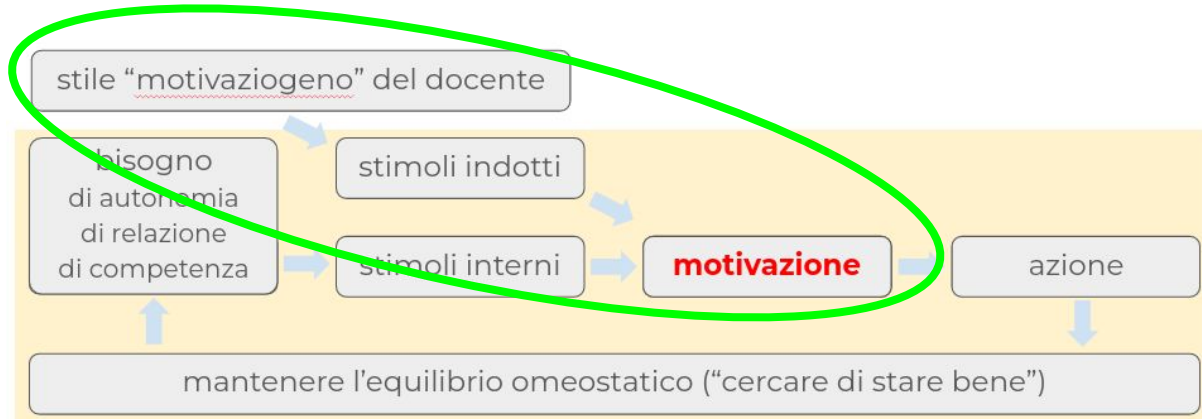 stile “motivaziogeno” del docente
bisogno
di autonomia
di relazione
di competenza
stimoli indotti
stimoli interni
motivazione
azione
mantenere l’equilibrio omeostatico (“cercare di stare bene”)